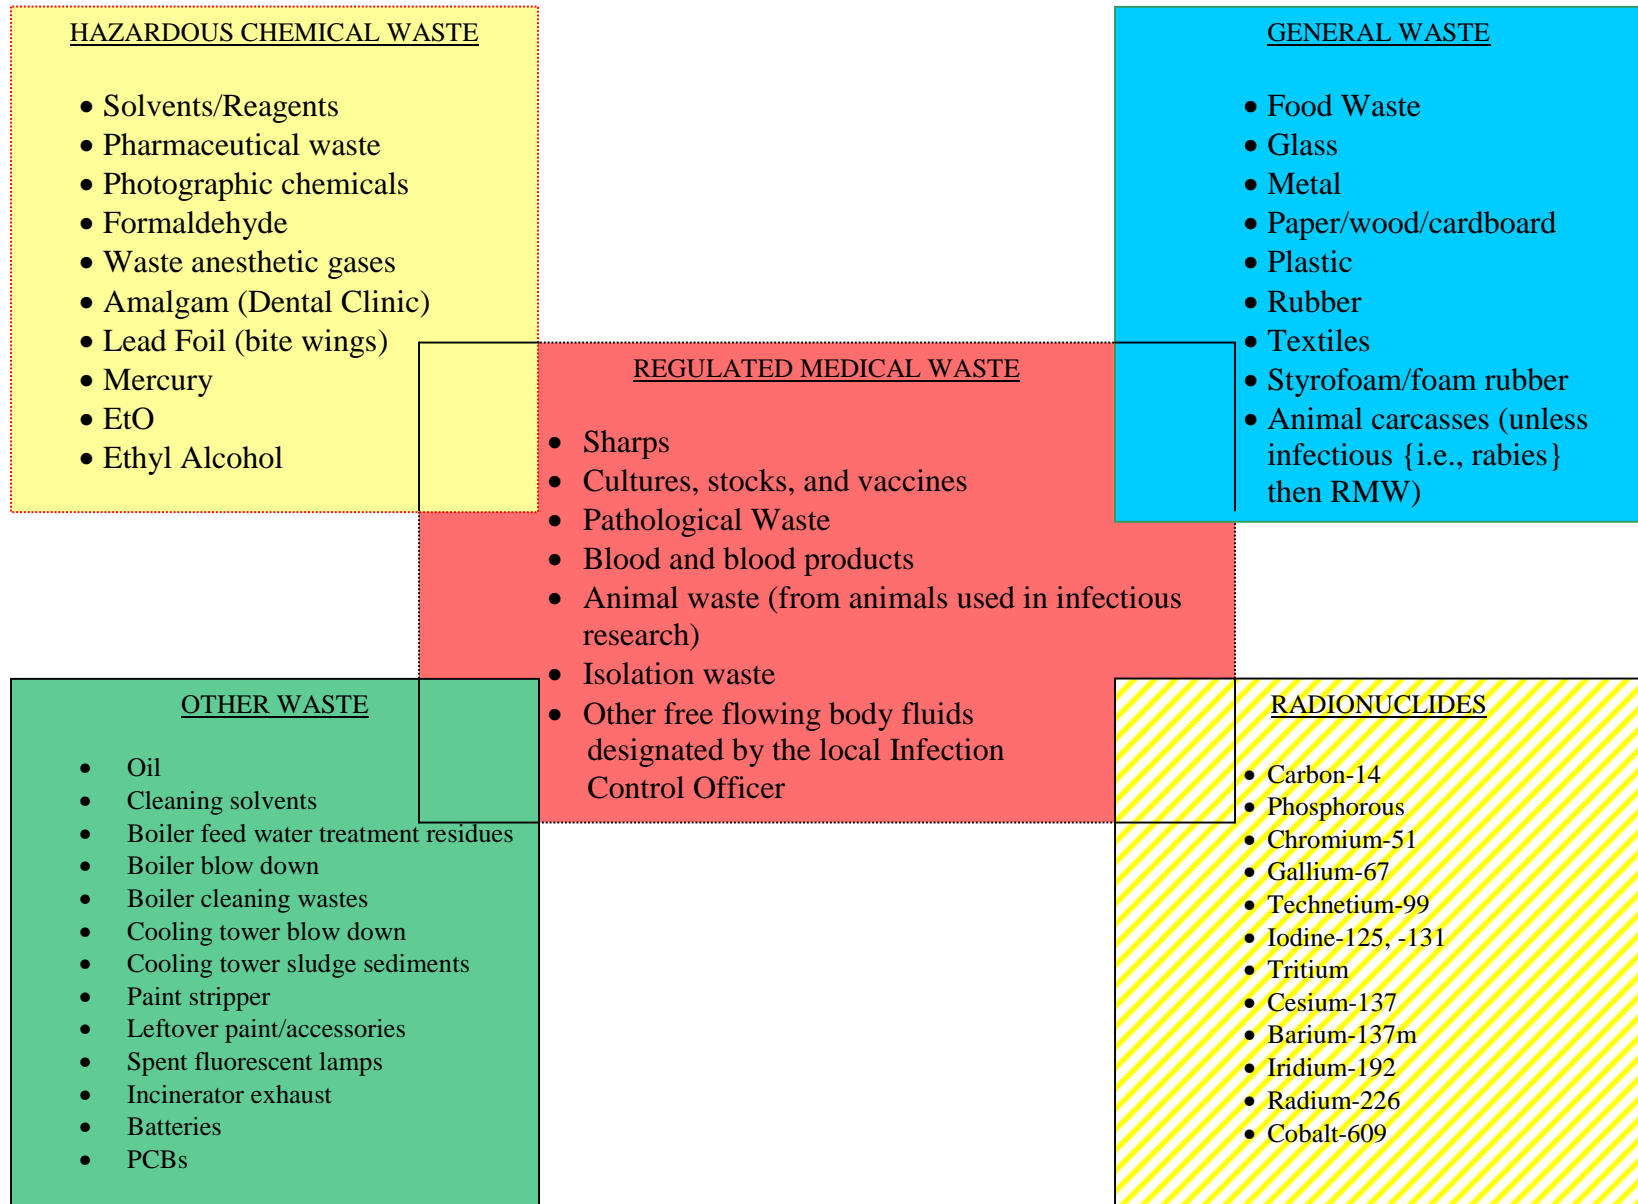 HAZARDOUS CHEMICAL WASTE
• Solvents/Reagents
• Pharmaceutical waste
• Photographic chemicals
• Formaldehyde
• Waste anesthetic gases
• Amalgam (Dental Clinic)
• Lead Foil (bite wings)
• Mercury
• EtO
• Ethyl Alcohol
GENERAL WASTE
• Food Waste
• Glass
• Metal
• Paper/wood/cardboard
• Plastic
• Rubber
• Textiles
• Styrofoam/foam rubber
• Animal carcasses (unless
infectious {i.e., rabies}
then RMW)
REGULATED MEDICAL WASTE
• Sharps
• Cultures, stocks, and vaccines
• Pathological Waste
• Blood and blood products
• Animal waste (from animals used in infectious
research)
• Isolation waste
• Other free flowing body fluids
designated by the local Infection
Control Officer
OTHER WASTE
• Oil
• Cleaning solvents
• Boiler feed water treatment residues
• Boiler blow down
• Boiler cleaning wastes
• Cooling tower blow down
• Cooling tower sludge sediments
• Paint stripper
• Leftover paint/accessories
• Spent fluorescent lamps
• Incinerator exhaust
• Batteries
• PCBs
RADIONUCLIDES
• Carbon-14
• Phosphorous
• Chromium-51
• Gallium-67
• Technetium-99
• Iodine-125, -131
• Tritium
• Cesium-137
• Barium-137m
• Iridium-192
• Radium-226
• Cobalt-609